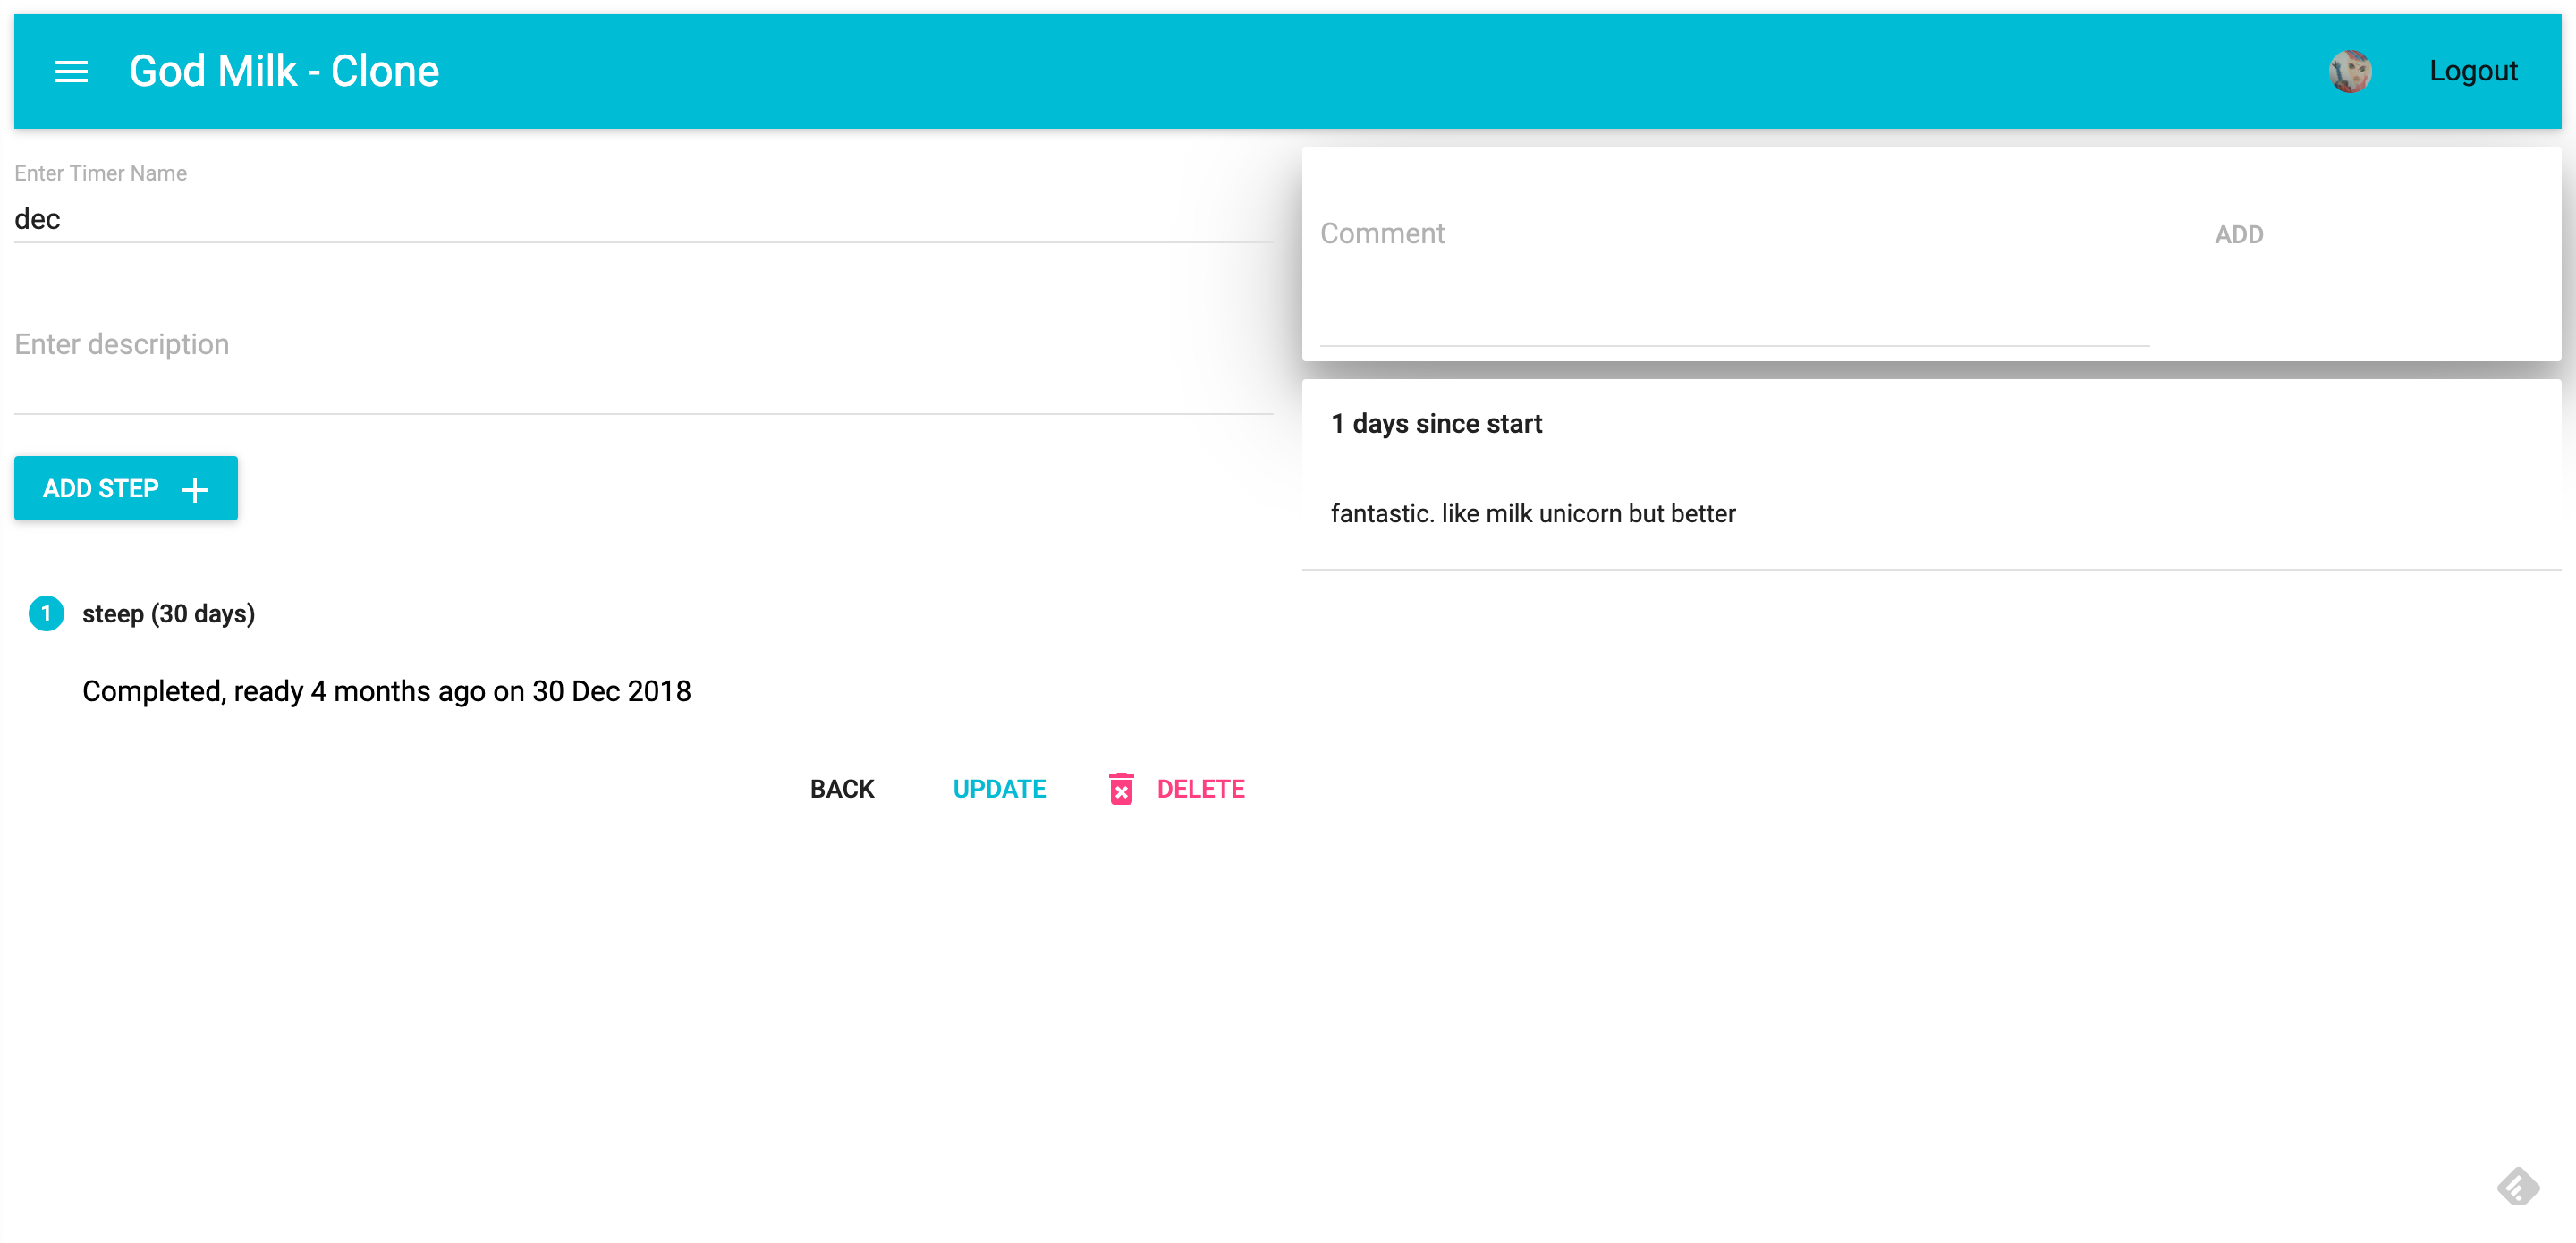 God Milk - Clone
Logout
Enter Timer Name
dec
Enter description
ADD STEP
1
steep (30 days)
Completed, ready 4 months ago on 30 Dec 2018
BACK
UPDATE
DELETE
Comment
ADD
1 days since start
fantastic. like milk unicorn but better